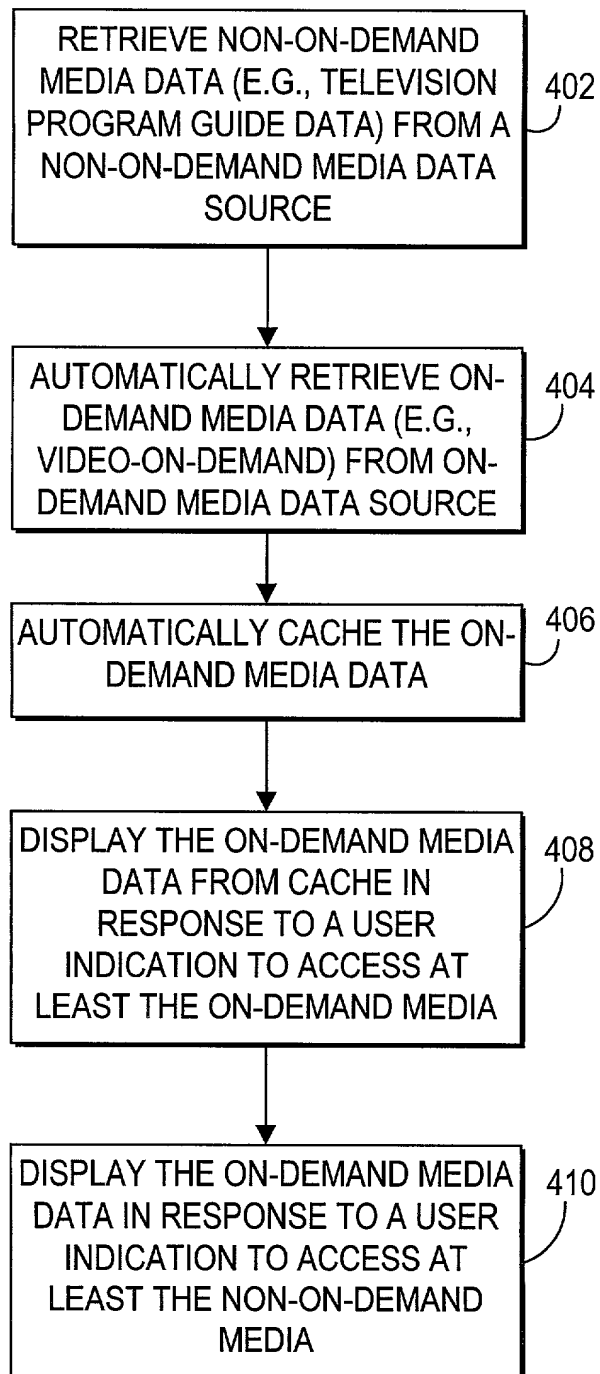 RETRIEVE NON-ON-DEMAND
MEDIA DATA (E.G., TELEVISION
PROGRAM GUIDE DATA) FROM A
NON-ON-DEMAND MEDIA DATA
SOURCE
402
AUTOMATICALLY RETRIEVE ON-
DEMAND MEDIA DATA (E.G.,
VIDEO-ON-DEMAND) FROM ON-
DEMAND MEDIA DATA SOURCE
404
AUTOMATICALLY CACHE THE ON-
DEMAND MEDIA DATA
406
DISPLAY THE ON-DEMAND MEDIA
DATA FROM CACHE IN
RESPONSE TO A USER
INDICATION TO ACCESS AT
LEAST THE ON-DEMAND MEDIA
408
DISPLAY THE ON-DEMAND MEDIA
DATA IN RESPONSE TO A USER
INDICATION TO ACCESS AT
LEAST THE NON-ON-DEMAND
MEDIA
410